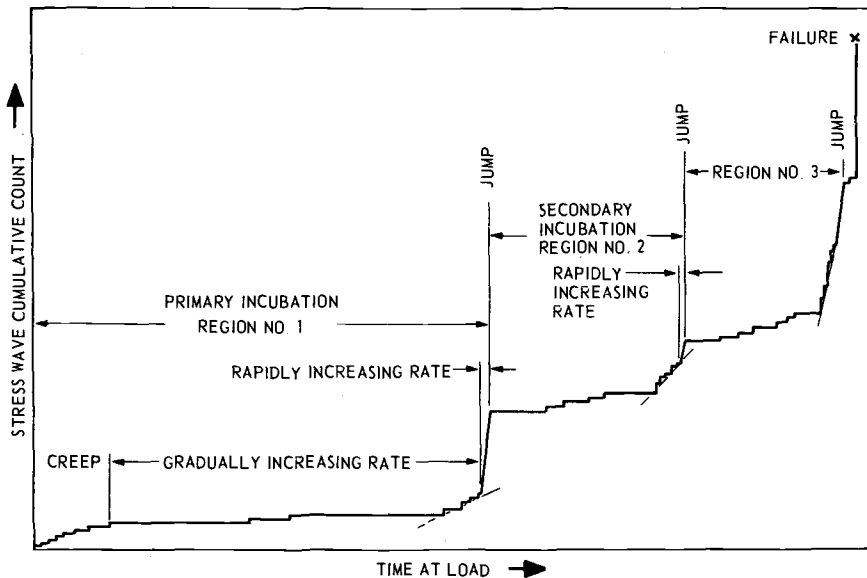 FAILURE ×
JUMP
JUMP
JUMP
REGION NO. 3
SECONDARY
INCUBATION
REGION NO. 2
RAPIDLY
INCREASING
RATE
PRIMARY INCUBATION
REGION NO. 1
RAPIDLY INCREASING RATE
CREEP
GRADUALLY INCREASING RATE
STRESS WAVE CUMULATIVE COUNT
TIME AT LOAD